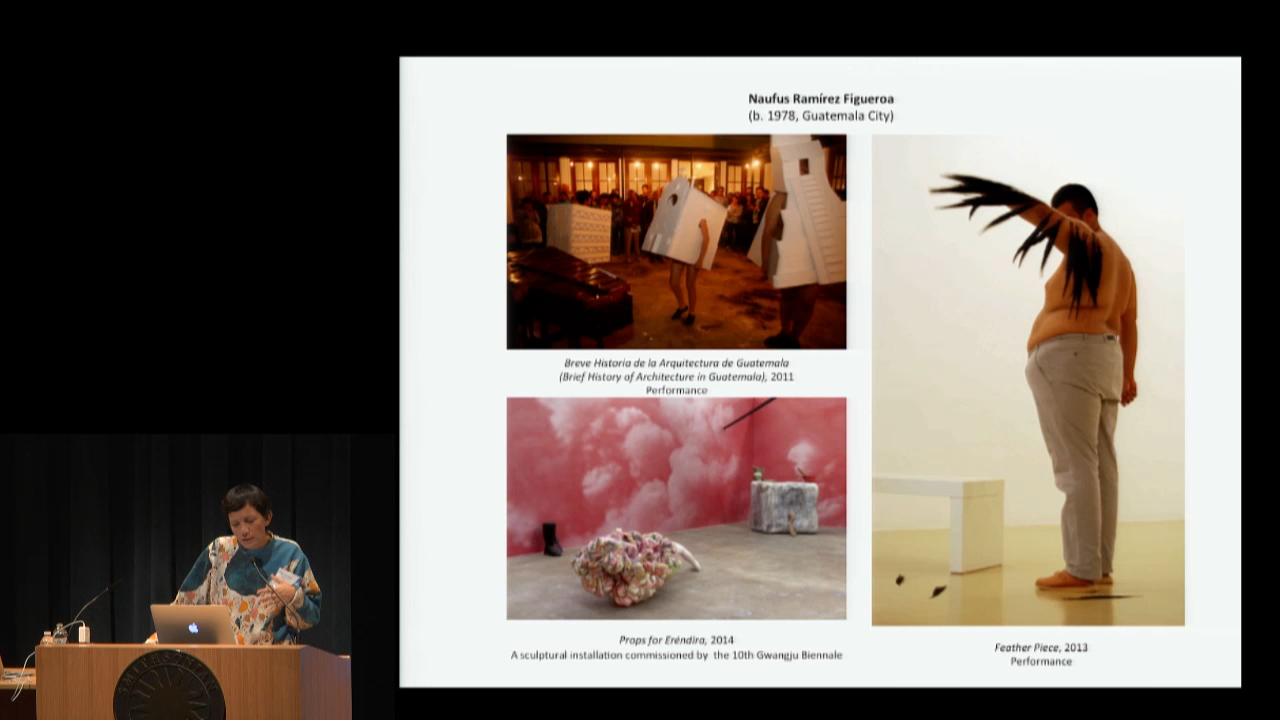 Naufus Ramírez Figueroa
(b. 1978, Guatemala City)
Breve Historia de la Arquitectura de Guatemala
(Brief History of Architecture in Guatemala), 2011
Performance
Props for Eréndira, 2014
A sculptural installation commissioned by the 10th Gwangju Biennale
Feather Piece, 2013
Performance